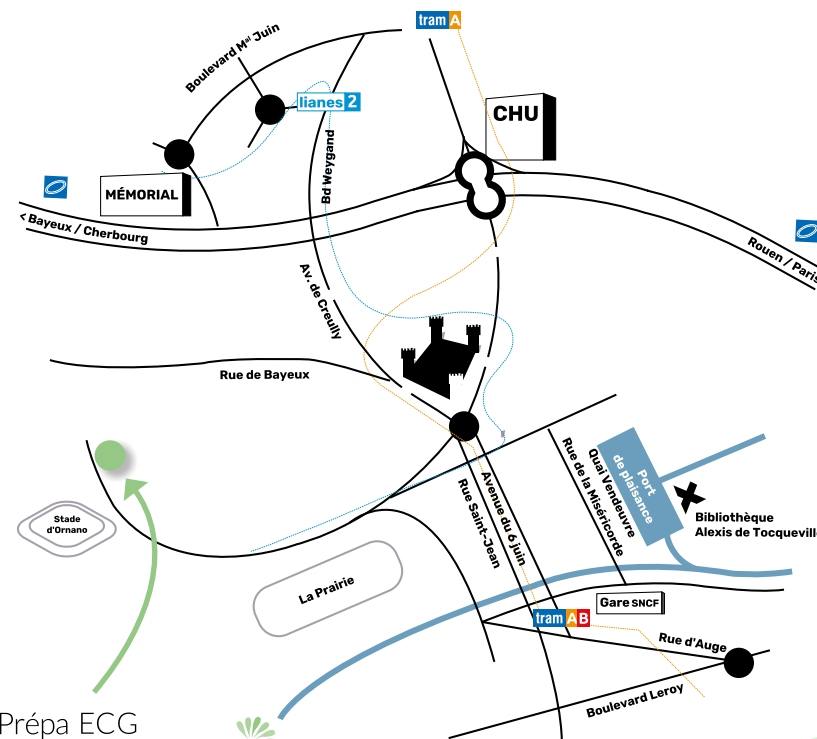 tram A
Boulevard Mal Juin
lianes 2
CHU
Bd Weygand
MÉMORIAL
< Bayeux / Cherbourg
Rouen / Paris
Av. de Creully
Rue de Bayeux
Port
de plaisance
Quai Vendeuvre
Rue de la Miséricorde
Avenue du 6 juin
Rue Saint-Jean
Bibliothèque
Alexis de Tocqueville
Stade
d'Ornano
La Prairie
Gare SNCF
tram A B
Rue d'Auge
Boulevard Leroy
Prépa ECG